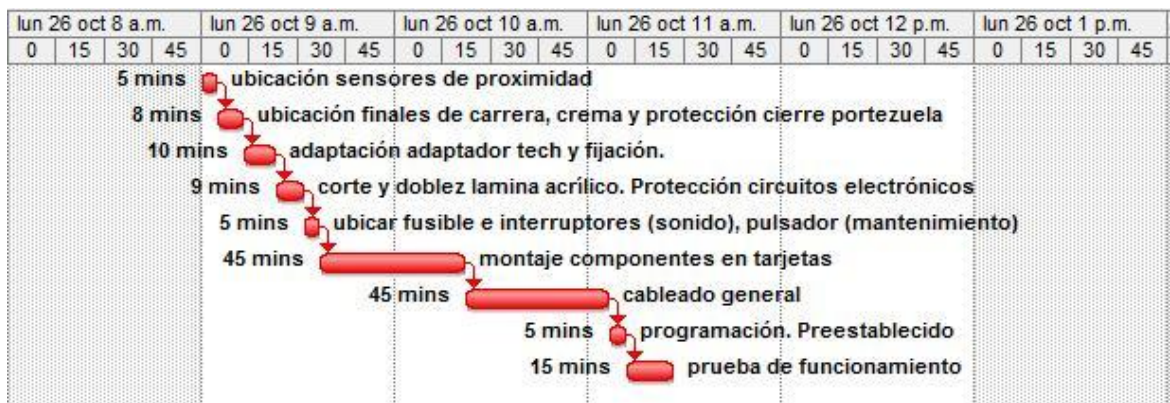 lun 26 oct 8 a.m. lun 26 oct 9 a.m. lun 26 oct 10 a.m. lun 26 oct 11 a.m. lun 26 oct 12 p.m. lun 26 oct 1 p.m.
0 15 30 45 0 15 30 45 0 15 30 45 0 15 30 45 0 15 30 45 0 15 30 45
5 mins ubicación sensores de proximidad
8 mins ubicación finales de carrera, crema y protección cierre portezuela
10 mins adaptación adaptador tech y fijación.
9 mins corte y doblez lamina acrílico. Protección circuitos electrónicos
5 mins ubicar fusible e interruptores (sonido), pulsador (mantenimiento)
45 mins montaje componentes en tarjetas
45 mins cableado general
5 mins programación. Preestablecido
15 mins prueba de funcionamiento